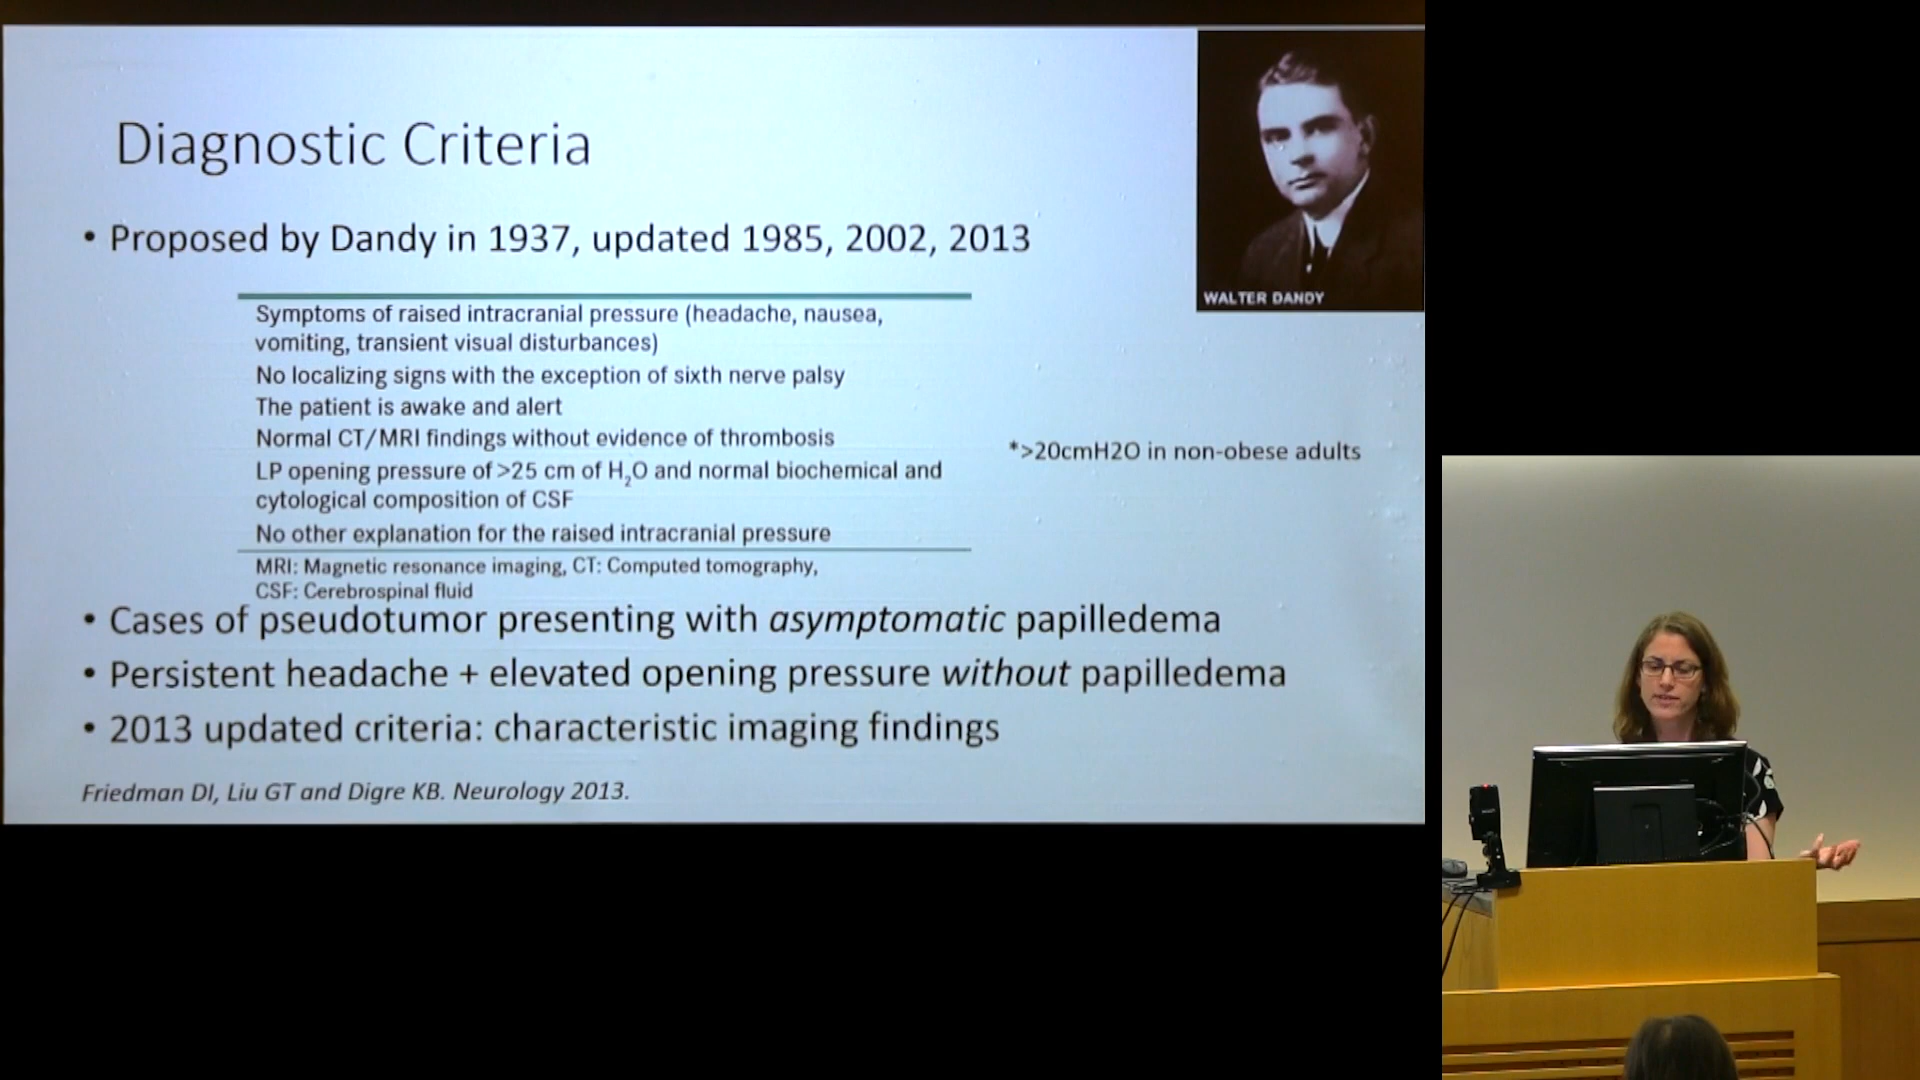 Diagnostic Criteria
• Proposed by Dandy in 1937, updated 1985, 2002, 2013
WALTER DANDY
Symptoms of raised intracranial pressure (headache, nausea,
vomiting, transient visual disturbances)
No localizing signs with the exception of sixth nerve palsy
The patient is awake and alert
Normal CT/MRI findings without evidence of thrombosis
LP opening pressure of >25 cm of H₂O and normal biochemical and
cytological composition of CSF
*>20cmH2O in non-obese adults
No other explanation for the raised intracranial pressure
MRI: Magnetic resonance imaging, CT: Computed tomography,
CSF: Cerebrospinal fluid
• Cases of pseudotumor presenting with asymptomatic papilledema
• Persistent headache + elevated opening pressure without papilledema
• 2013 updated criteria: characteristic imaging findings
Friedman DI, Liu GT and Digre KB. Neurology 2013.